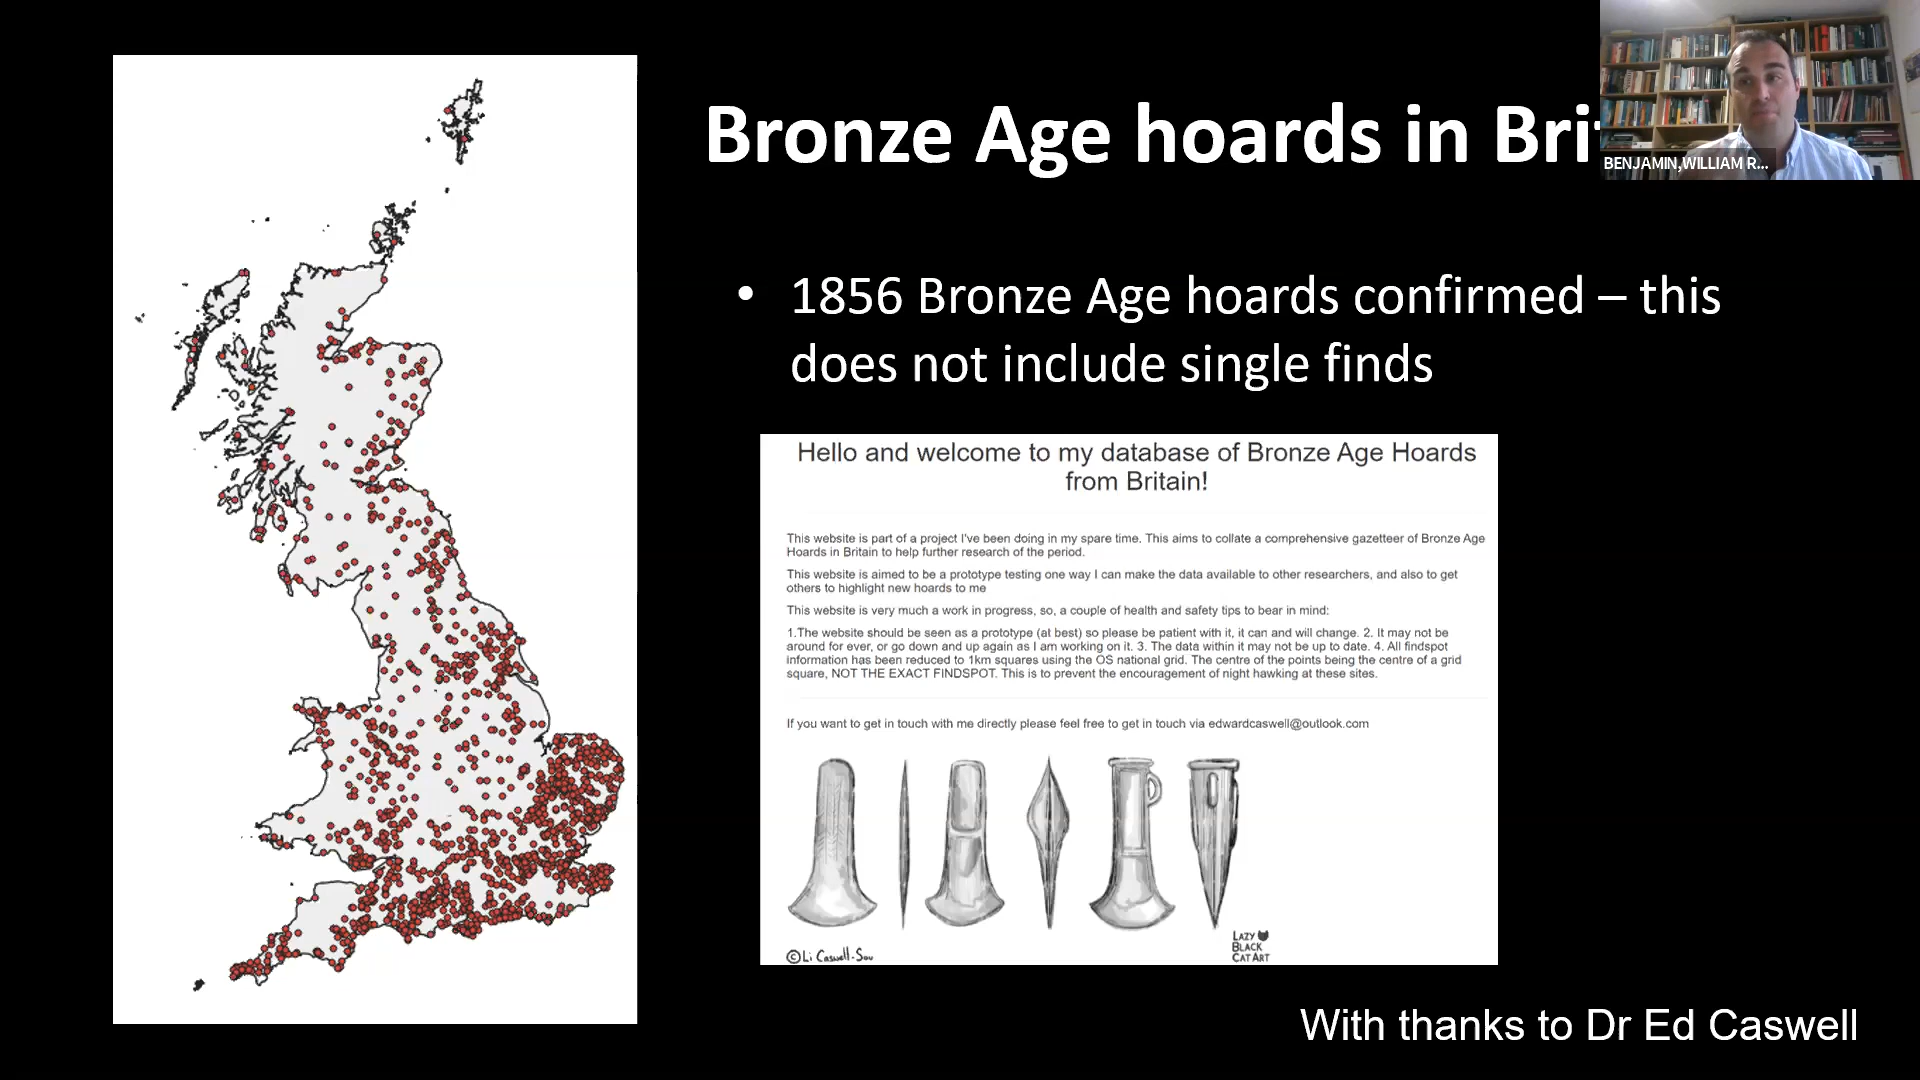 Bronze Age hoards in Bri
BENJAMIN,WILLIAM R...
• 1856 Bronze Age hoards confirmed – this
does not include single finds
Hello and welcome to my database of Bronze Age Hoards
from Britain!
This website is part of a project I've been doing in my spare time. This aims to collate a comprehensive gazetteer of Bronze Age
Hoards in Britain to help further research of the period.
This website is aimed to be a prototype testing one way I can make the data available to other researchers, and also to get
others to highlight new hoards to me
This website is very much a work in progress, so, a couple of health and safety tips to bear in mind:
1.The website should be seen as a prototype (at best) so please be patient with it, it can and will change. 2. It may not be
around for ever, or go down and up again as I am working on it. 3. The data within it may not be up to date. 4. All findspot
information has been reduced to 1km squares using the OS national grid. The centre of the points being the centre of a grid
square, NOT THE EXACT FINDSPOT. This is to prevent the encouragement of night hawking at these sites.
If you want to get in touch with me directly please feel free to get in touch via edwardcaswell@outlook.com
©Li Caswell-Sou
LAZY
BLACK
CAT ART
With thanks to Dr Ed Caswell